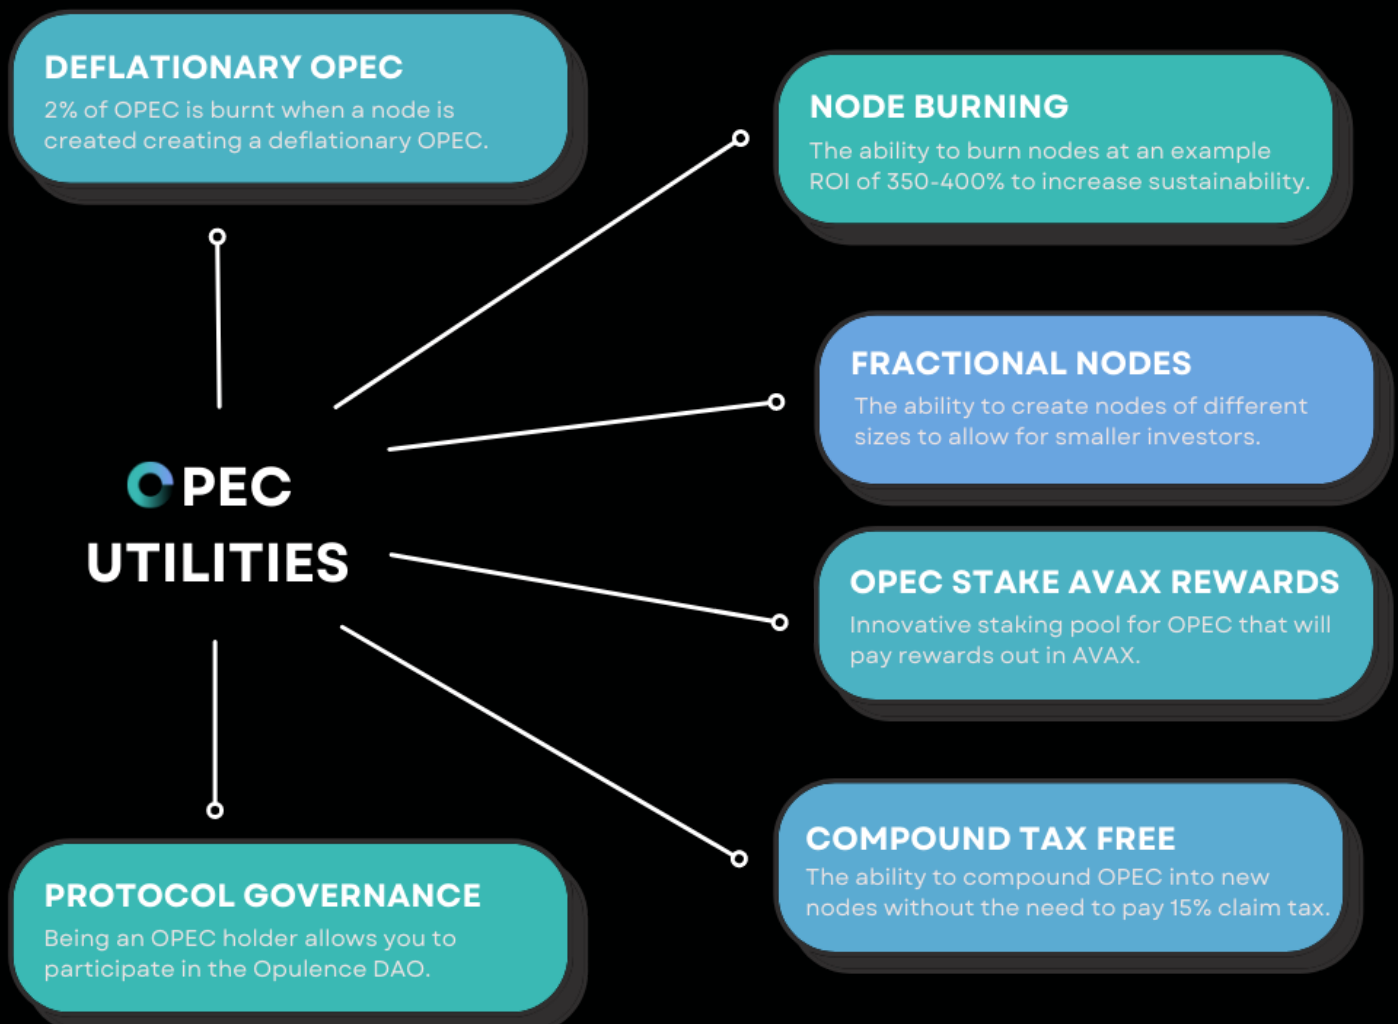 DEFLATIONARY OPEC
2% of OPEC is burnt when a node is
created creating a deflationary OPEC.
NODE BURNING
The ability to burn nodes at an example
ROI of 350-400% to increase sustainability.
FRACTIONAL NODES
The ability to create nodes of different
sizes to allow for smaller investors.
OPEC
UTILITIES
OPEC STAKE AVAX REWARDS
Innovative staking pool for OPEC that will
pay rewards out in AVAX.
COMPOUND TAX FREE
The ability to compound OPEC into new
nodes without the need to pay 15% claim tax.
PROTOCOL GOVERNANCE
Being an OPEC holder allows you to
participate in the Opulence DAO.